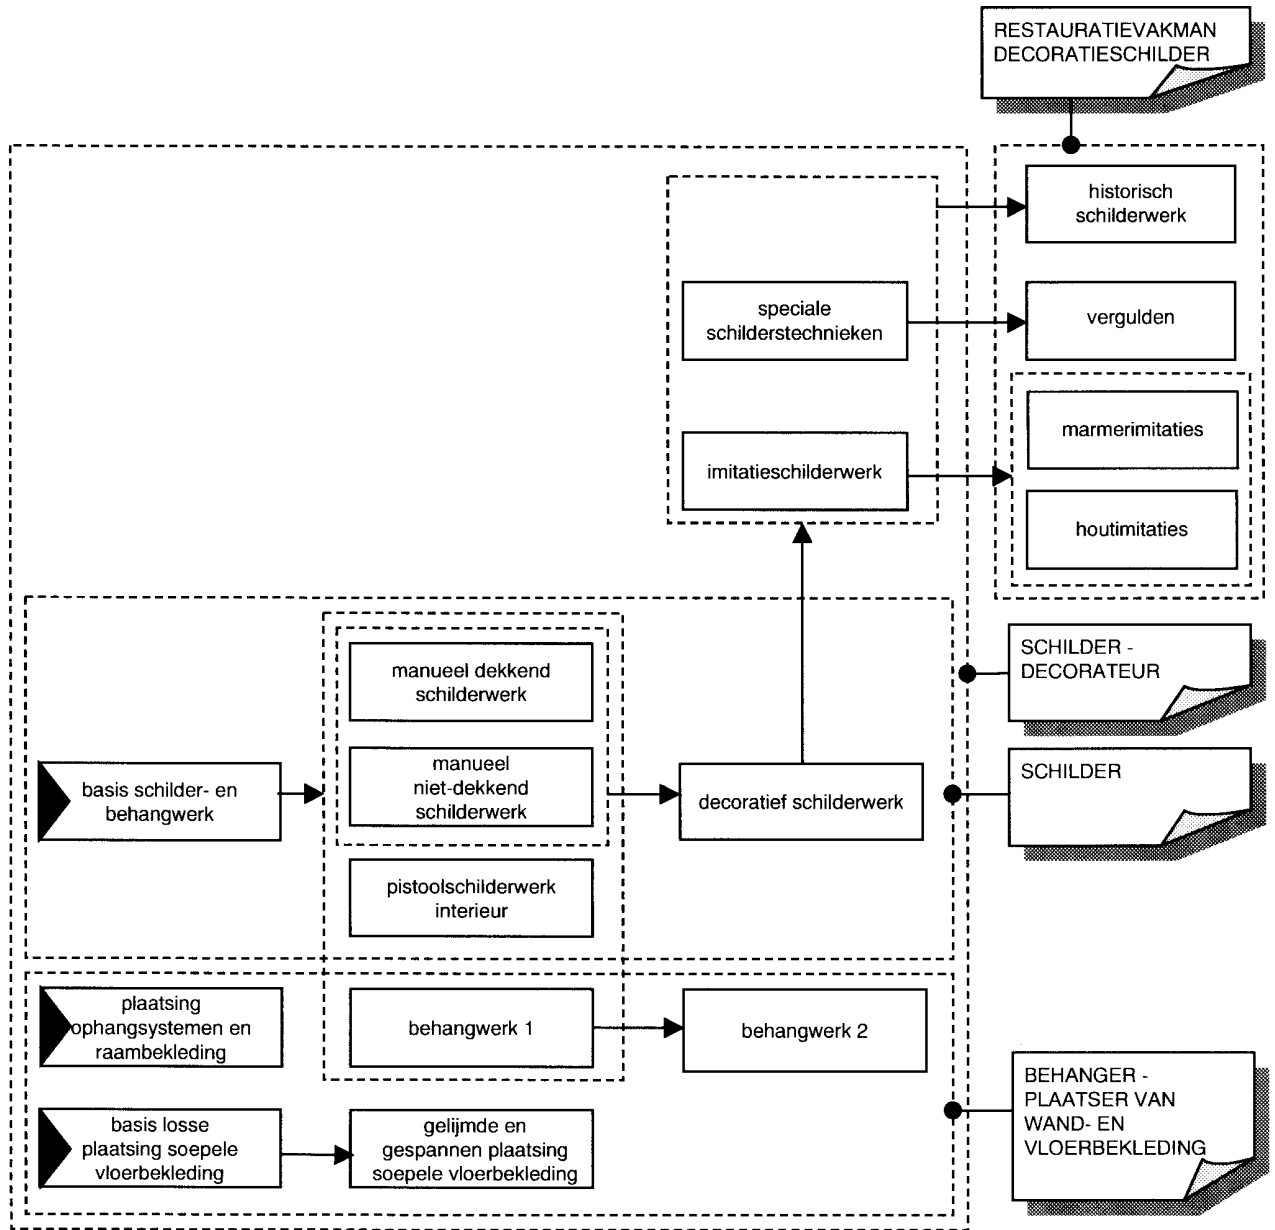 RESTAURATIEVAKMAN
DECORATIESCHILDER
historisch
schilderwerk
speciale
schilderstechnieken
vergulden
marmerimitaties
imitatieschilderwerk
houtimitaties
SCHILDER -
DECORATEUR
manueel dekkend
schilderwerk
SCHILDER
basis schilder- en
behangwerk
manueel
niet-dekkend
schilderwerk
decoratief schilderwerk
pistoolschilderwerk
interieur
plaatsing
ophangsystemen en
raambekleding
behangwerk 1
behangwerk 2
BEHANGER -
PLAATSER VAN
WAND- EN
VLOERBEKLEDING
basis losse
plaatsing soepele
vloerbekleding
gelijmde en
gespannen plaatsing
soepele vloerbekleding